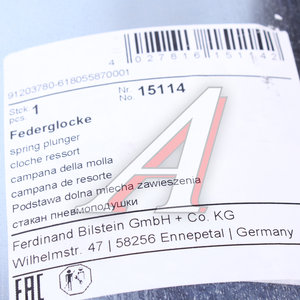 4 027816 151142
91203780-618055870001
Stck 1
pcs.
Nr. 15114
No.
Federglocke
spring plunger
cloche ressort
campana della molla
campana de resorte
Podstawa dolna miecha zawieszenia
стакан пневмоподушки
Ferdinand Bilstein GmbH + Co. KG
Wilhelmstr. 47 | 58256 Ennepetal | Germany
EAC